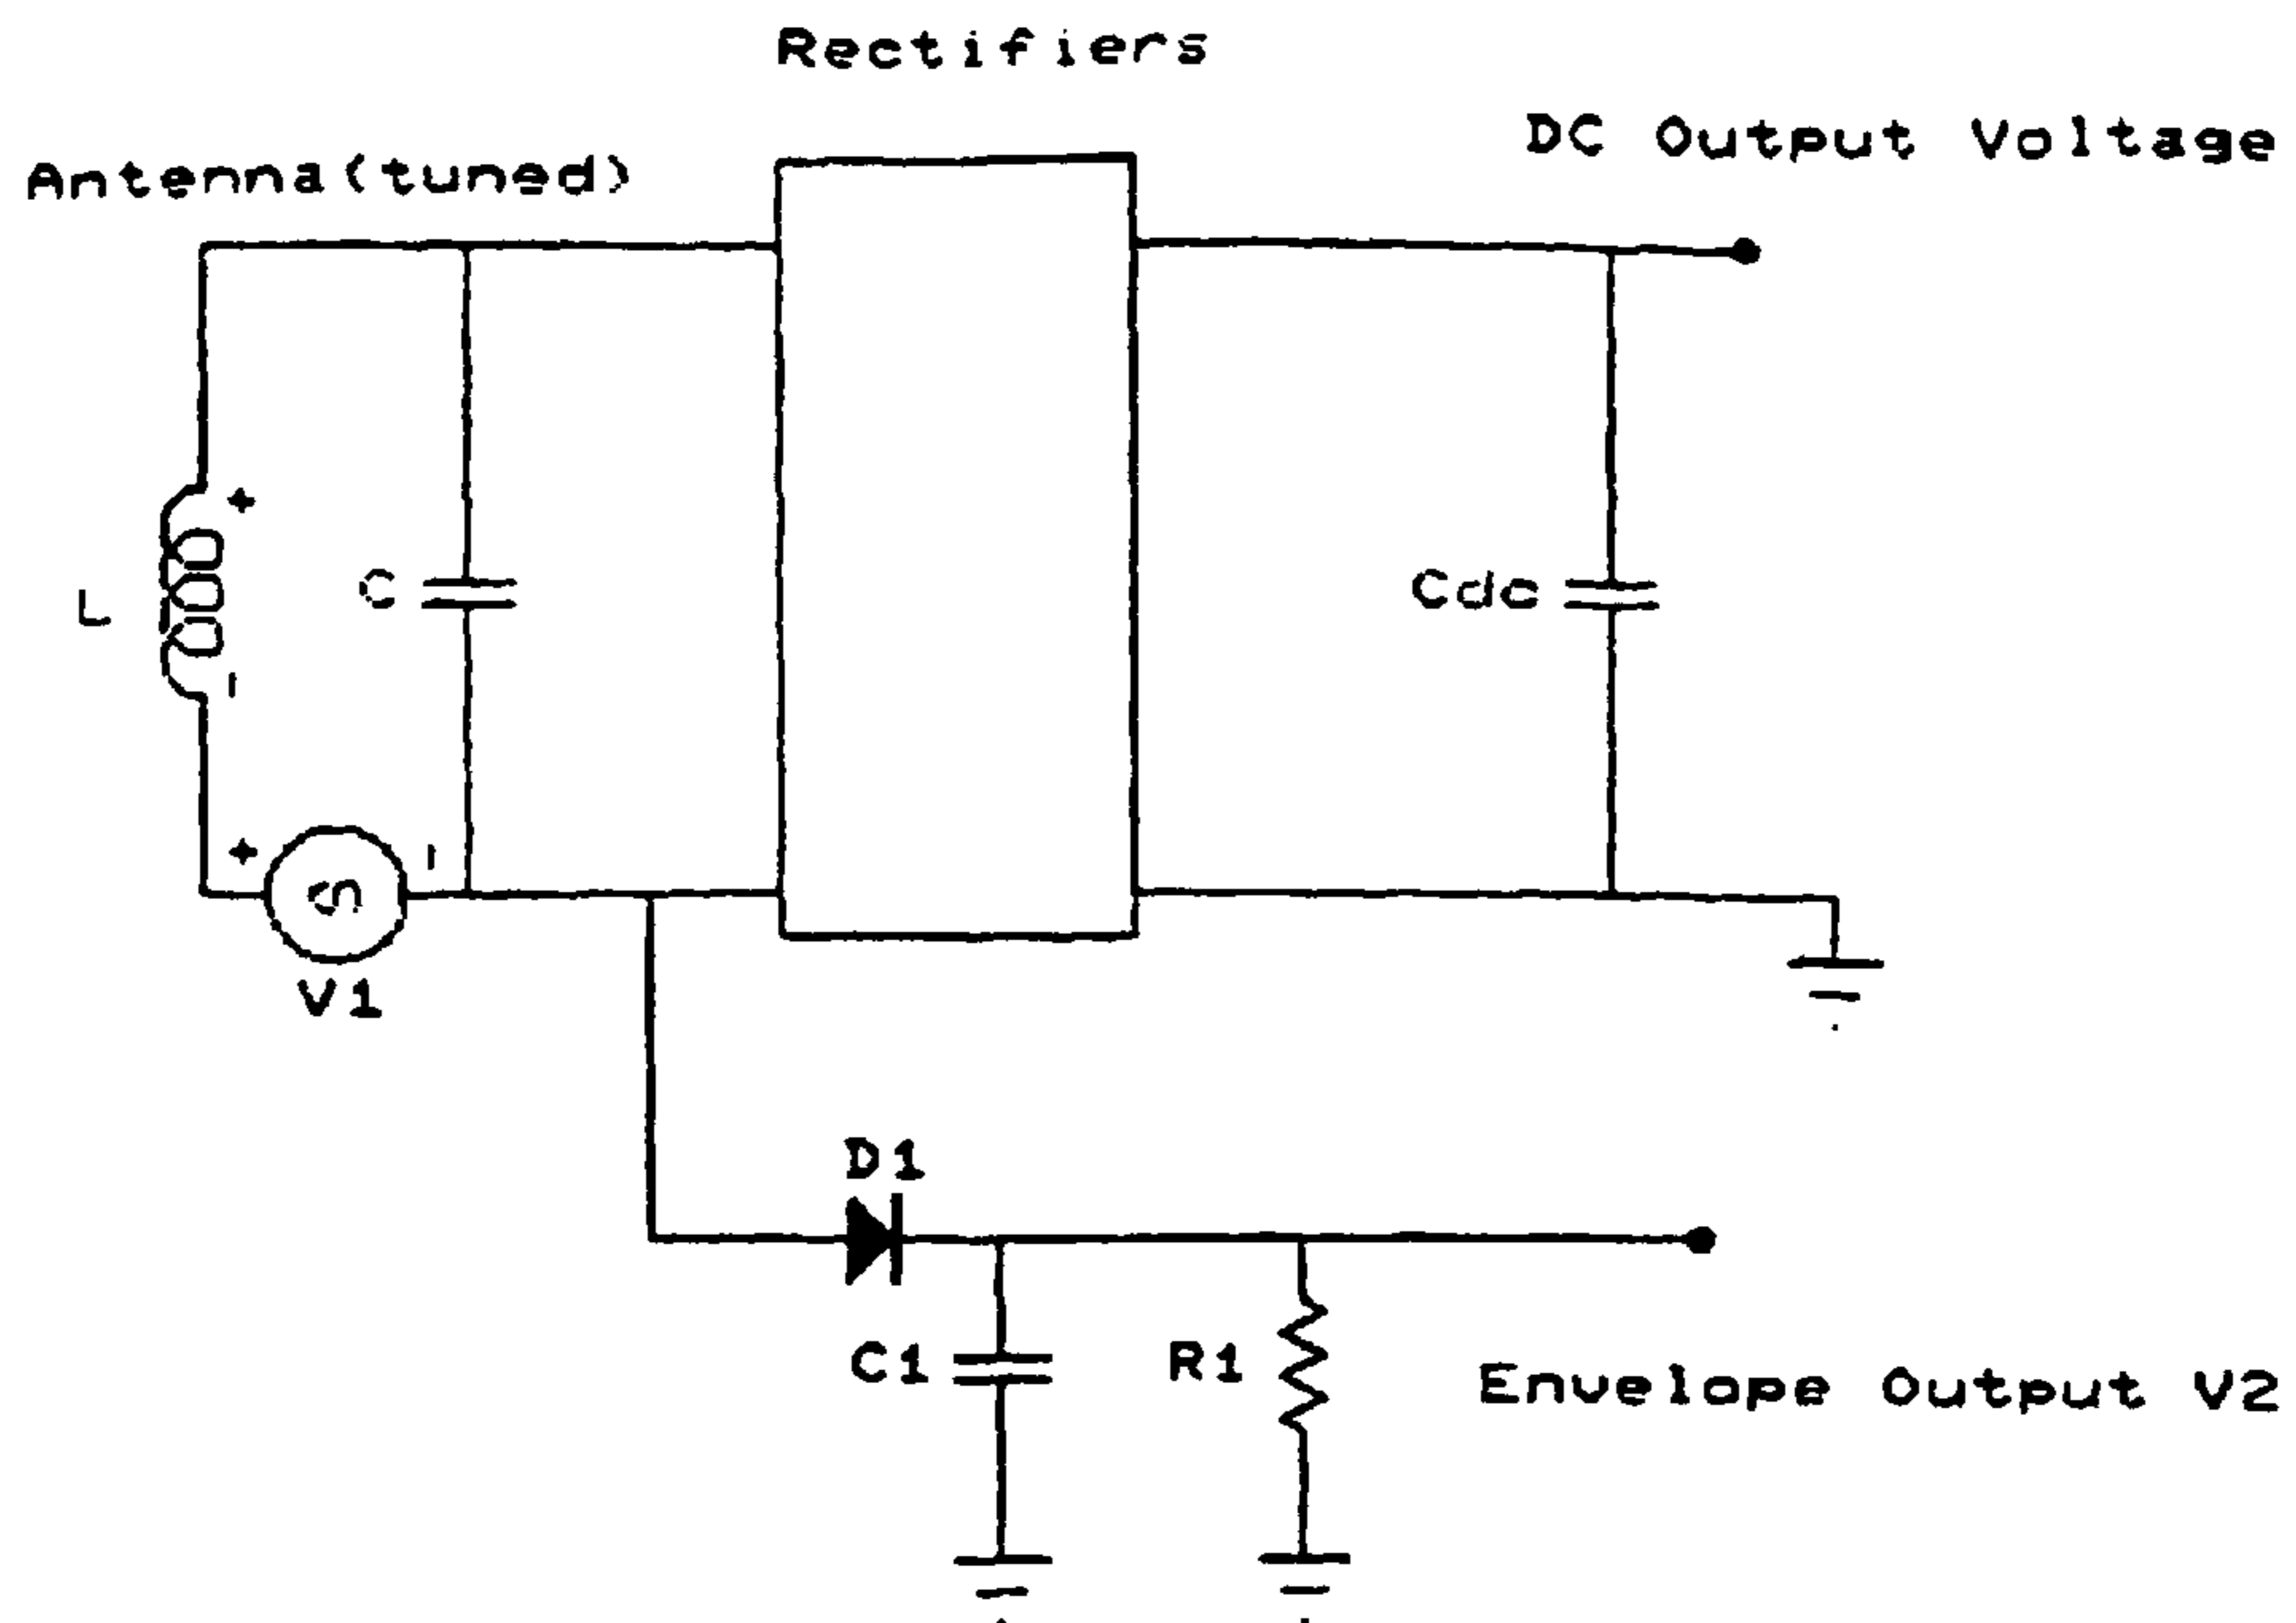 Rectifiers
DC Output Voltage
Antenna(tuned)
+
L
C
Cdc
-
+
-
V1
D1
C1
R1
Envelope Output V2